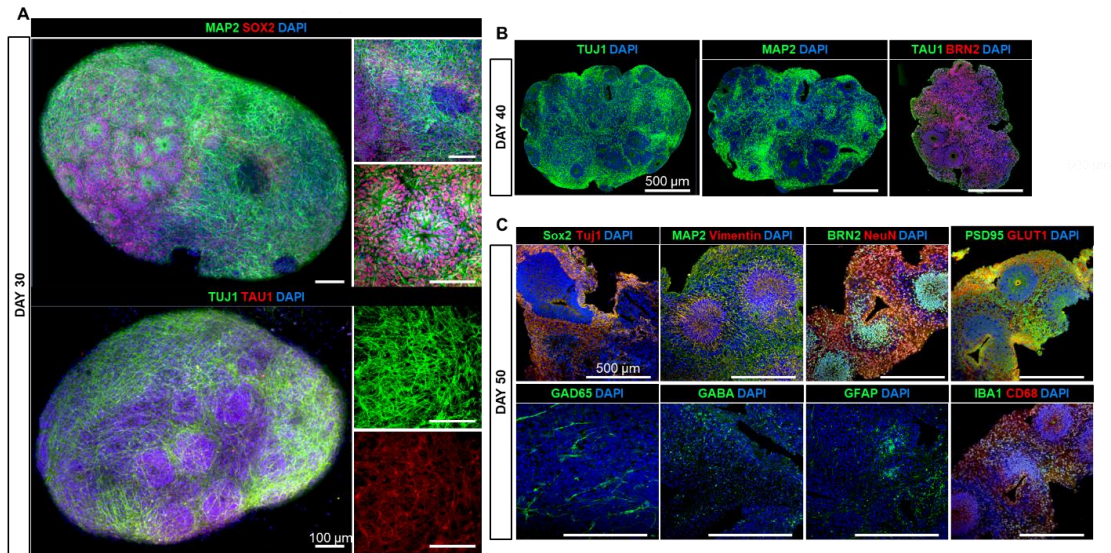 A
MAP2 SOX2 DAPI
DAY 30
TUJ1 TAU1 DAPI
100 µm
B
TUJ1 DAPI
MAP2 DAPI
TAU1 BRN2 DAPI
DAY 40
500 µm
C
Sox2 Tuj1 DAPI
MAP2 Vimentin DAPI
BRN2 NeuN DAPI
PSD95 GLUT1 DAPI
DAY 50
500 µm
GAD65 DAPI
GABA DAPI
GFAP DAPI
IBA1 CD68 DAPI